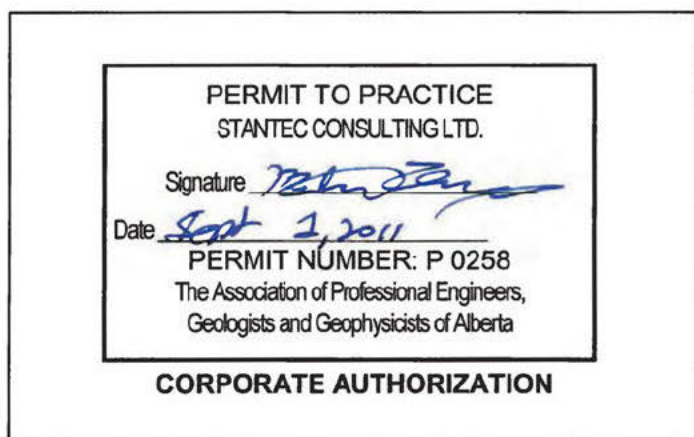 PERMIT TO PRACTICE
STANTEC CONSULTING LTD.
Signature
Date Sept 1, 2011
PERMIT NUMBER: P 0258
The Association of Professional Engineers,
Geologists and Geophysicists of Alberta
CORPORATE AUTHORIZATION